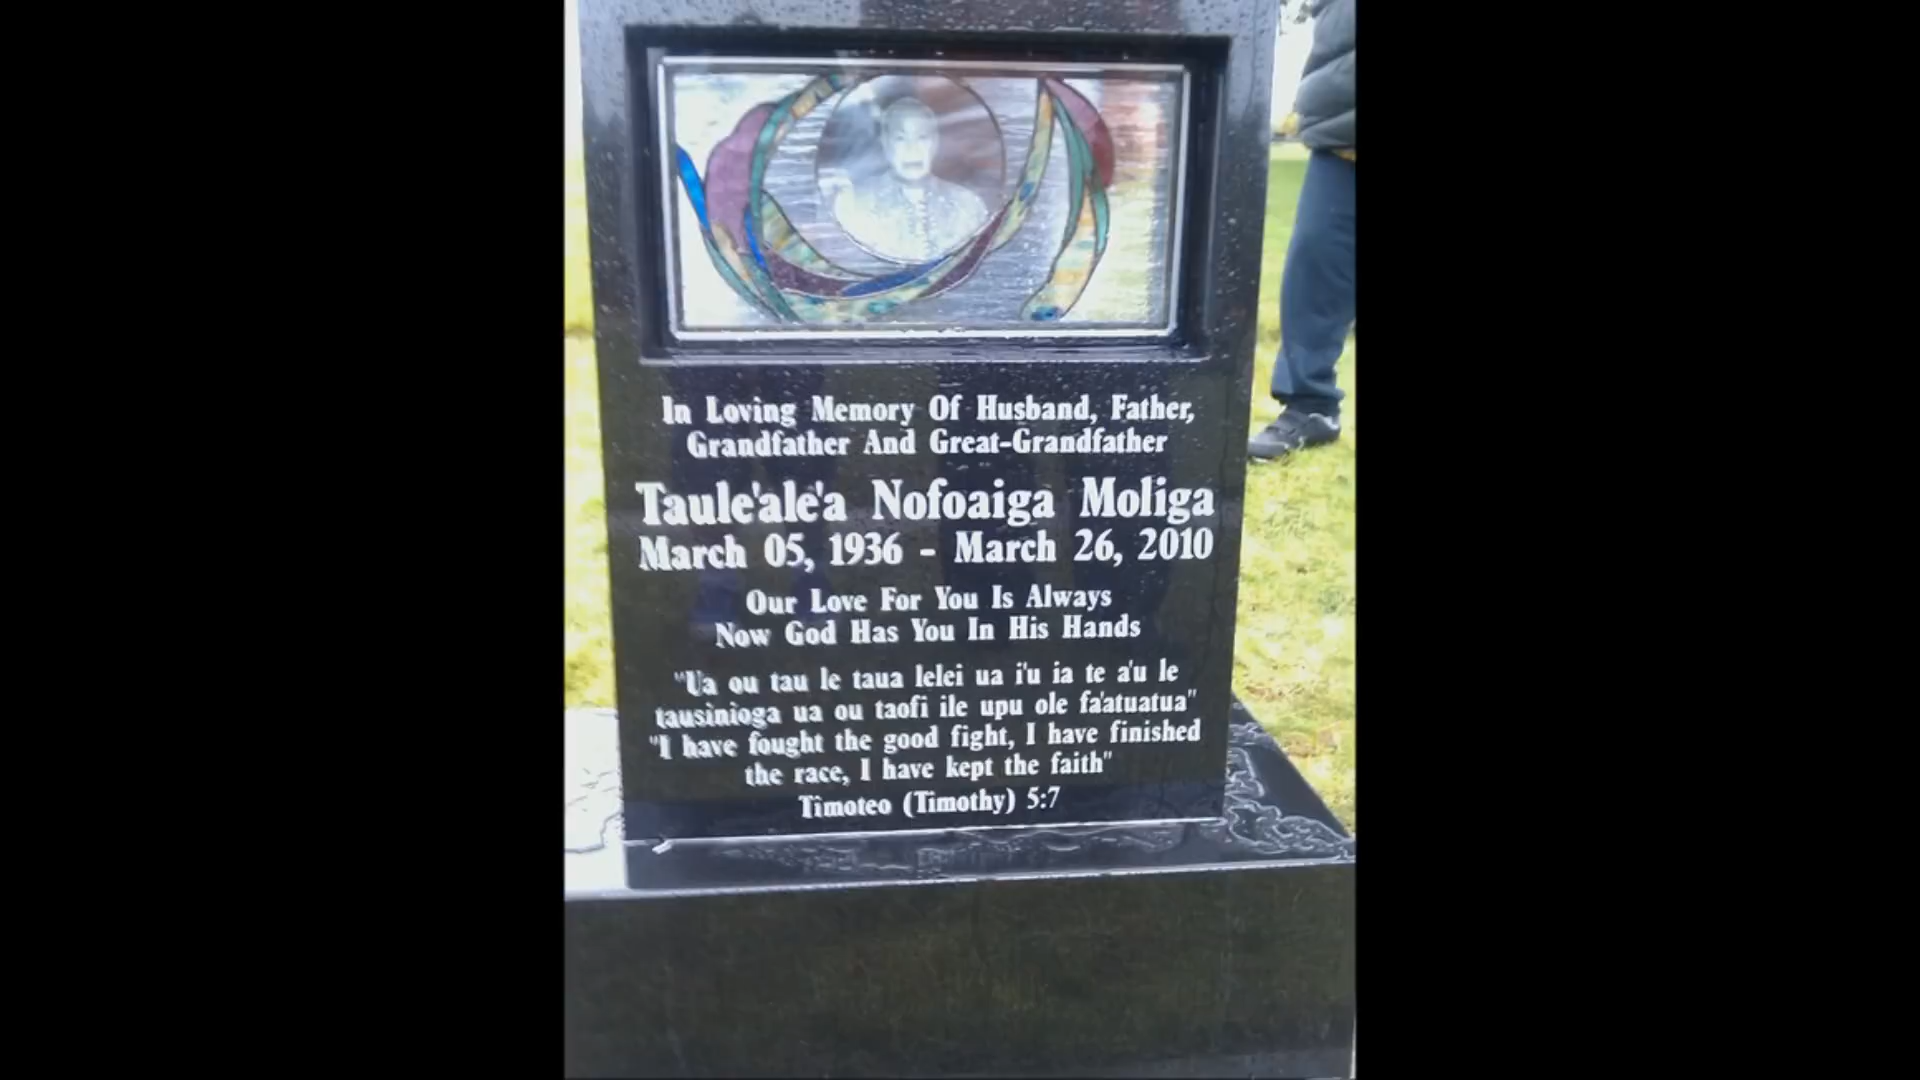 In Loving Memory Of Husband, Father,
Grandfather And Great-Grandfather
Taule'ale'a Nofoaiga Moliga
March 05, 1936 - March 26, 2010
Our Love For You Is Always
Now God Has You In His Hands
"Ua ou tau le taua lelei ua i'u ia te a'u le
tausinioga ua ou taofi ile upu ole fa'atuatua"
"I have fought the good fight, I have finished
the race, I have kept the faith"
Timoteo (Timothy) 5:7